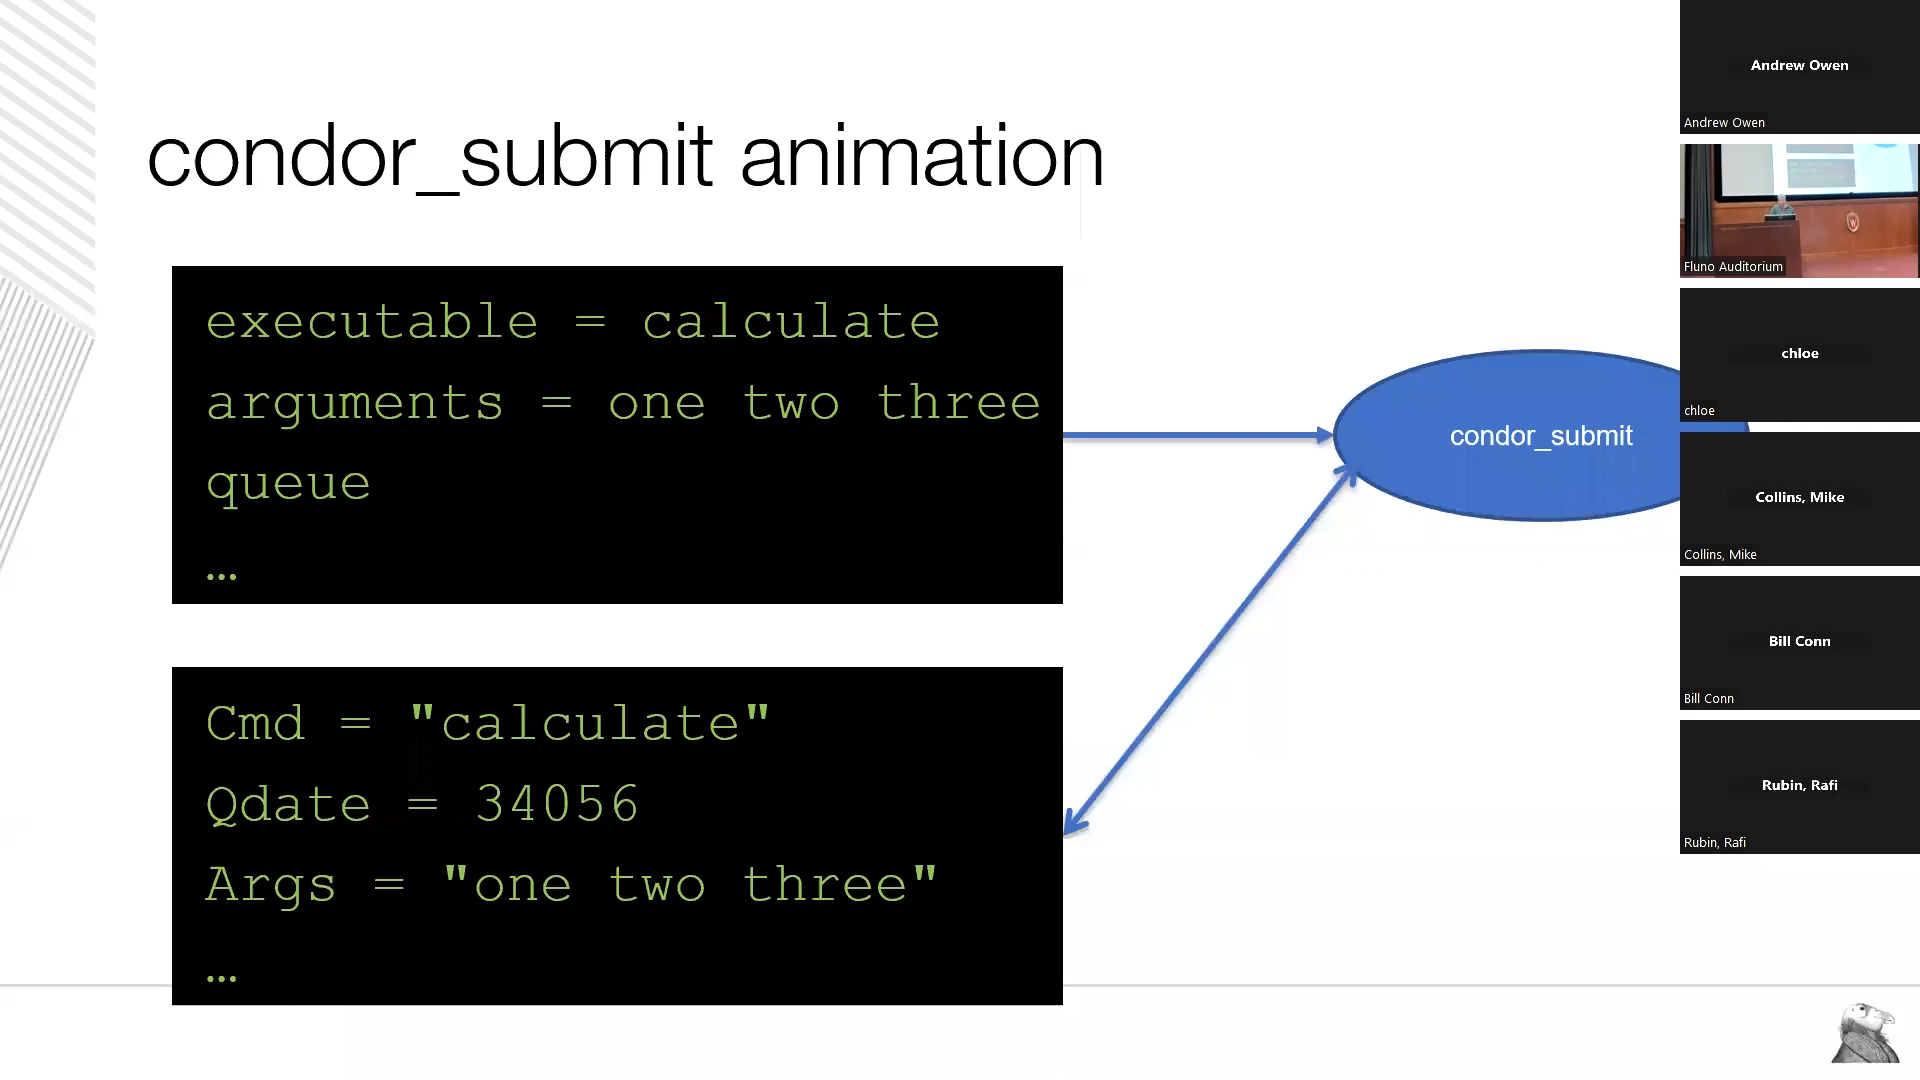 condor_submit animation
executable = calculate
arguments = one two three
queue
…
condor_submit
Cmd = "calculate"
Qdate = 34056
Args = "one two three"
…
Andrew Owen
Andrew Owen
Fluno Auditorium
chloe
chloe
Collins, Mike
Collins, Mike
Bill Conn
Bill Conn
Rubin, Rafi
Rubin, Rafi